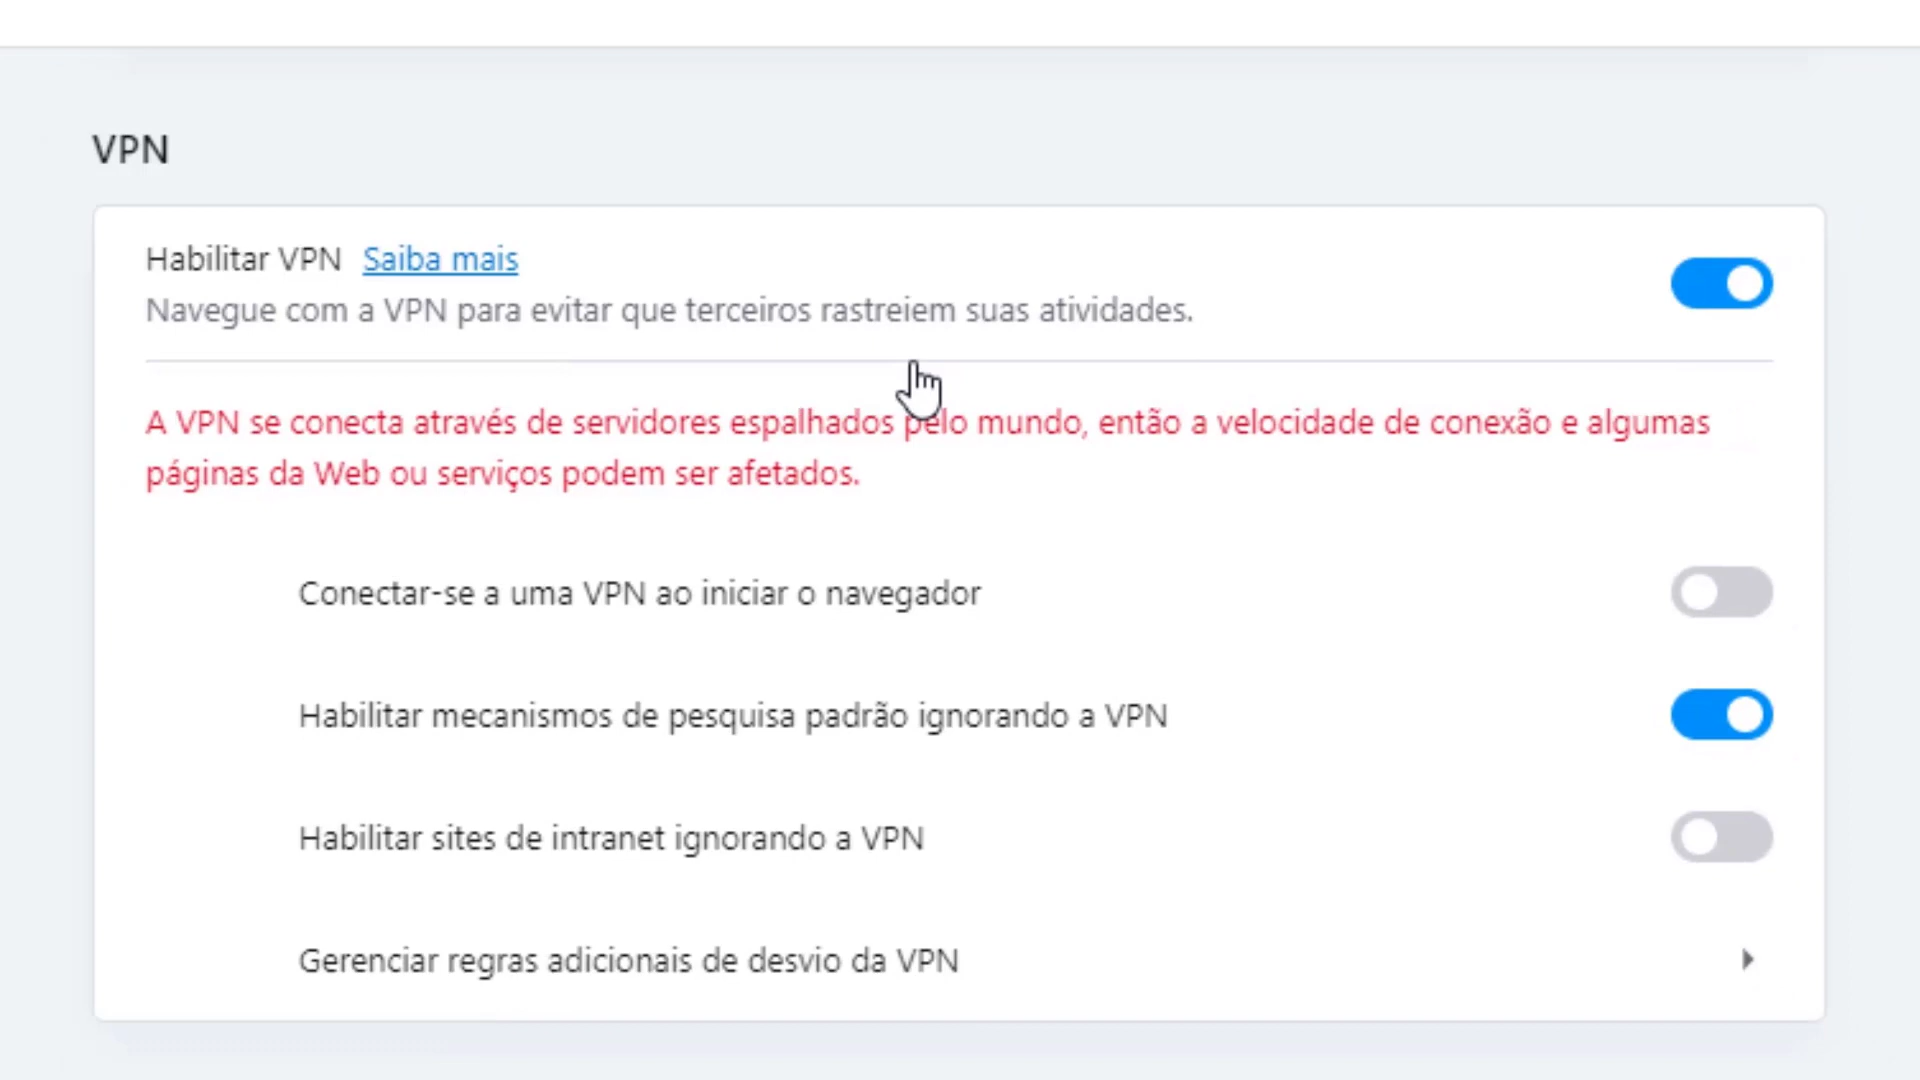 VPN
Habilitar VPN Saiba mais
Navegue com a VPN para evitar que terceiros rastreiem suas atividades.
A VPN se conecta através de servidores espalhados pelo mundo, então a velocidade de conexão e algumas
páginas da Web ou serviços podem ser afetados.
Conectar-se a uma VPN ao iniciar o navegador
Habilitar mecanismos de pesquisa padrão ignorando a VPN
Habilitar sites de intranet ignorando a VPN
Gerenciar regras adicionais de desvio da VPN